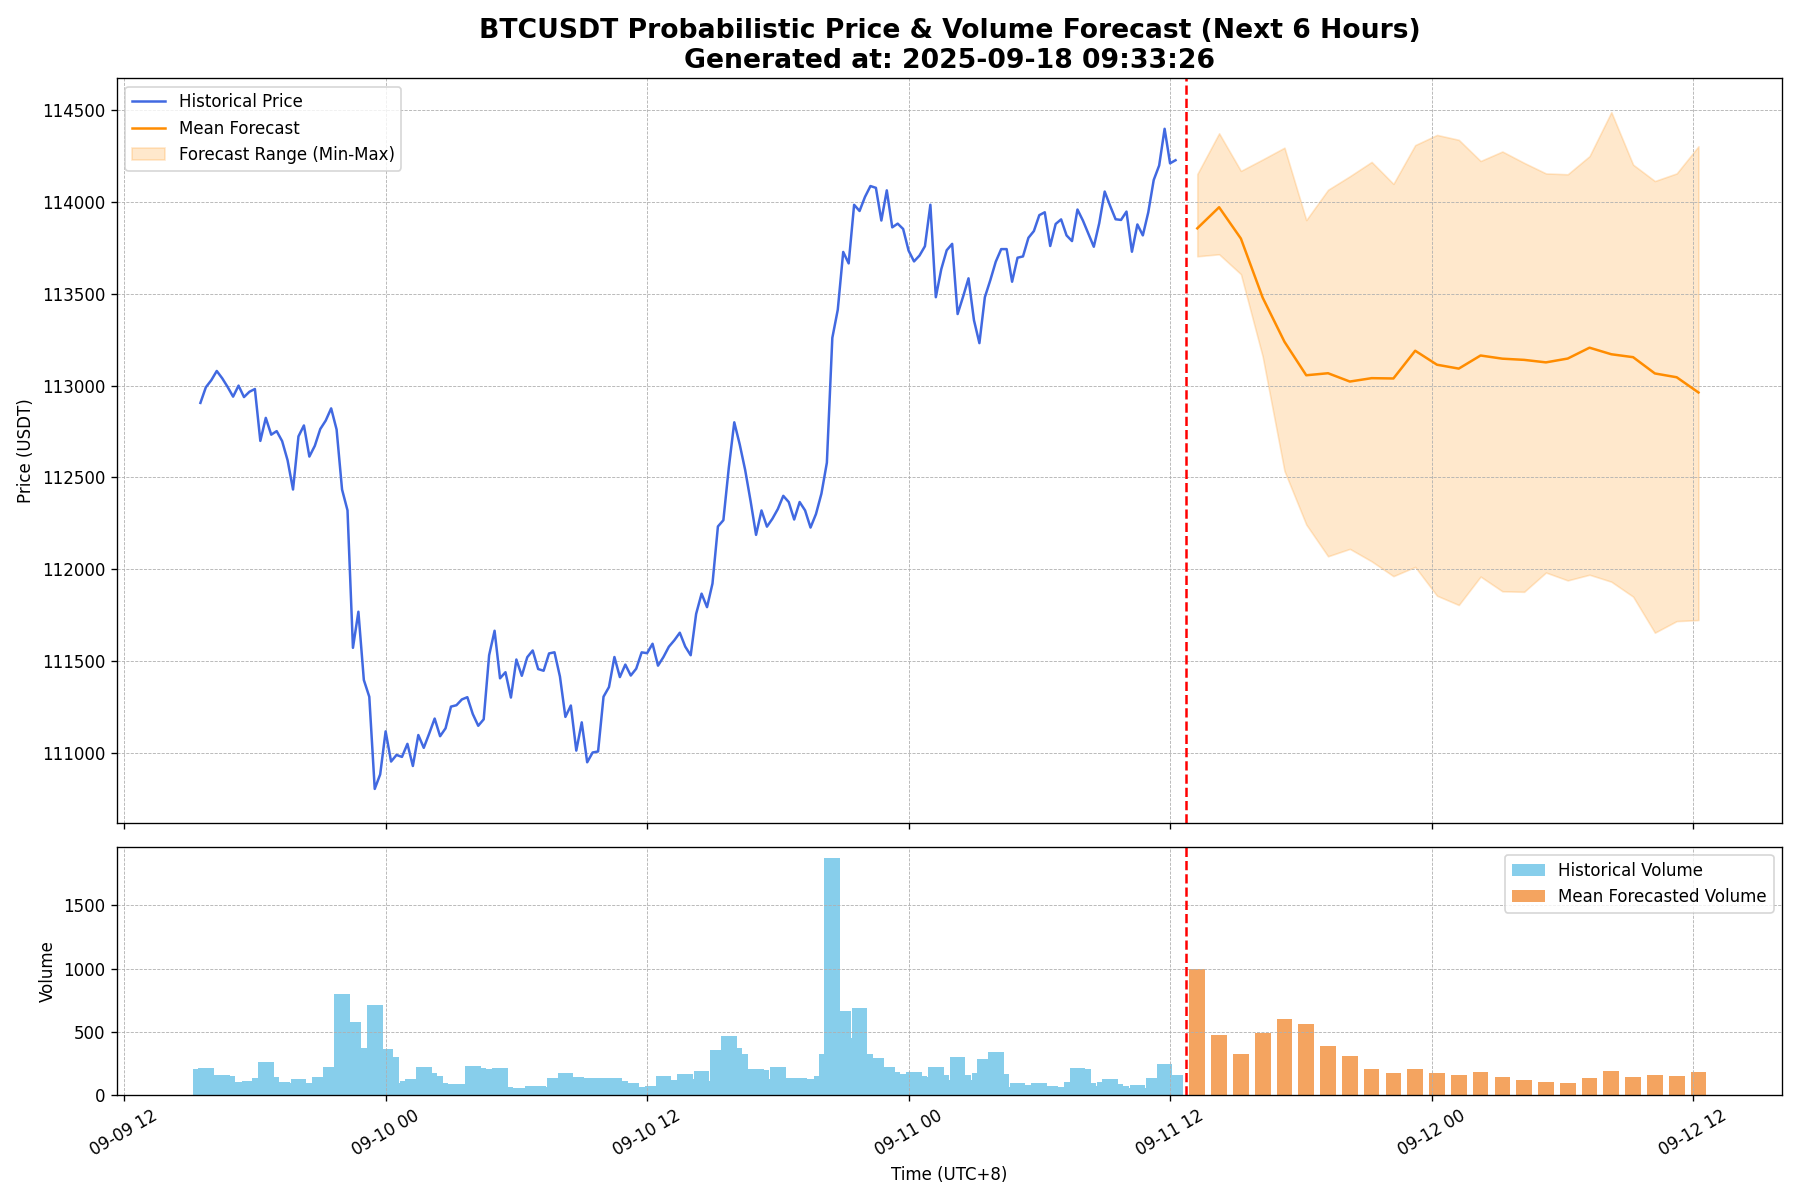 BTCUSDT Probabilistic Price & Volume Forecast (Next 6 Hours)
Generated at: 2025-09-18 09:33:26
Historical Price
Mean Forecast
Forecast Range (Min-Max)
114500
114000
113500
113000
112500
112000
111500
111000
Price (USDT)
Historical Volume
Mean Forecasted Volume
1500
1000
500
0
Volume
09-09 12
09-10 00
09-10 12
09-11 00
09-11 12
09-12 00
09-12 12
Time (UTC+8)